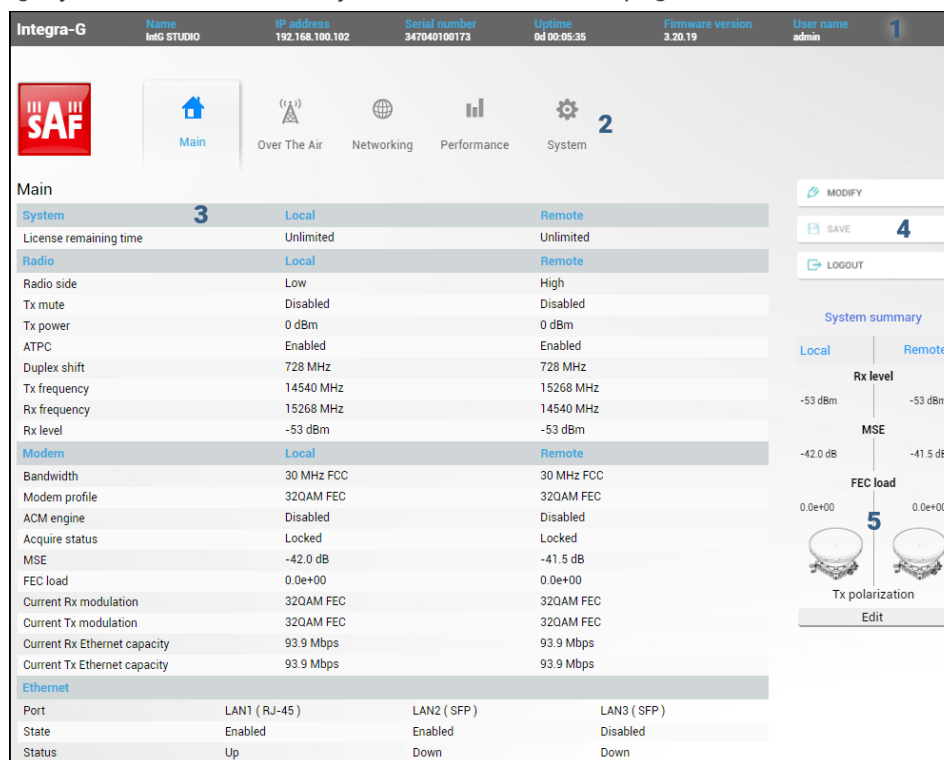 Integra-G Name IP address Serial number Uptime Firmware version User name 1
IntG STUDIO 192.168.100.102 347040100173 0d 00:05:35 3.20.19 admin
SAF
Main Over The Air Networking Performance System 2
Main
System 3 Local Remote
License remaining time Unlimited Unlimited
Radio Local Remote
Radio side Low High
Tx mute Disabled Disabled
Tx power 0 dBm 0 dBm
ATPC Enabled Enabled
Duplex shift 728 MHz 728 MHz
Tx frequency 14540 MHz 15268 MHz
Rx frequency 15268 MHz 14540 MHz
Rx level -53 dBm -53 dBm
Modem Local Remote
Bandwidth 30 MHz FCC 30 MHz FCC
Modem profile 32QAM FEC 32QAM FEC
ACM engine Disabled Disabled
Acquire status Locked Locked
MSE -42.0 dB -41.5 dB
FEC load 0.0e+00 0.0e+00
Current Rx modulation 32QAM FEC 32QAM FEC
Current Tx modulation 32QAM FEC 32QAM FEC
Current Rx Ethernet capacity 93.9 Mbps 93.9 Mbps
Current Tx Ethernet capacity 93.9 Mbps 93.9 Mbps
Ethernet
Port LAN1 ( RJ-45 ) LAN2 ( SFP ) LAN3 ( SFP )
State Enabled Enabled Disabled
Status Up Down Down
MODIFY
SAVE 4
LOGOUT
System summary
Local Remote
Rx level
-53 dBm -53 dBm
MSE
-42.0 dB -41.5 dB
FEC load
0.0e+00 0.0e+00
5
Tx polarization
Edit